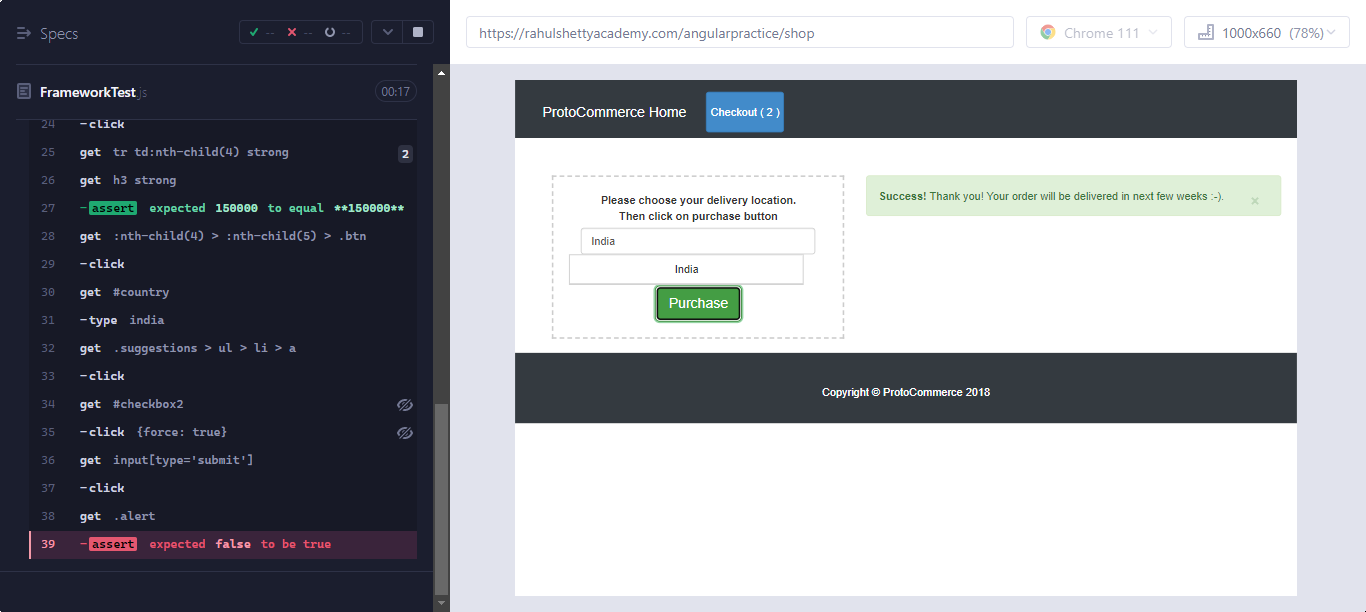 Specs
-- -- --
FrameworkTest js
00:17
24 -click
25 get tr td:nth-child(4) strong 2
26 get h3 strong
27 -assert expected 150000 to equal **150000**
28 get :nth-child(4) > :nth-child(5) > .btn
29 -click
30 get #country
31 -type india
32 get .suggestions > ul > li > a
33 -click
34 get #checkbox2
35 -click {force: true}
36 get input[type='submit']
37 -click
38 get .alert
39 -assert expected false to be true
https://rahulshettyacademy.com/angularpractice/shop
Chrome 111
1000x660 (78%)
ProtoCommerce Home
Checkout ( 2 )
Please choose your delivery location.
Then click on purchase button
India
India
Purchase
Success! Thank you! Your order will be delivered in next few weeks :-).
×
Copyright © ProtoCommerce 2018